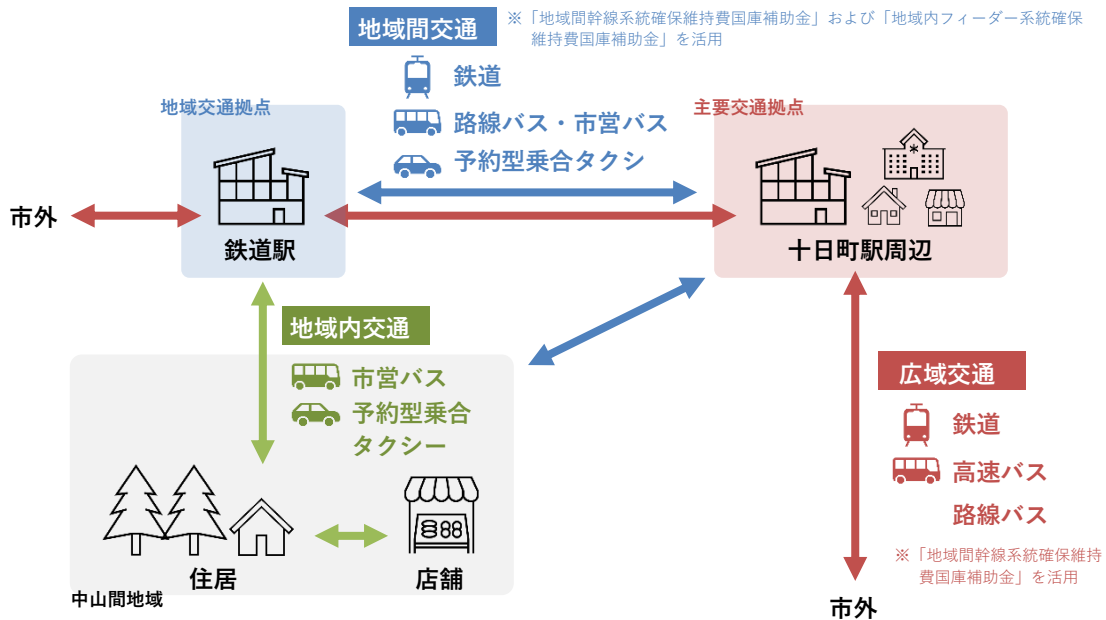 地域間交通
※「地域間幹線系統確保維持費国庫補助金」および「地域内フィーダー系統確保
維持費国庫補助金」を活用
鉄道
路線バス・市営バス
予約型乗合タクシ
地域交通拠点
主要交通拠点
市外
鉄道駅
十日町駅周辺
地域内交通
市営バス
予約型乗合
タクシー
広域交通
鉄道
高速バス
路線バス
※「地域間幹線系統確保維持
費国庫補助金」を活用
88
住居
店舗
中山間地域
市外